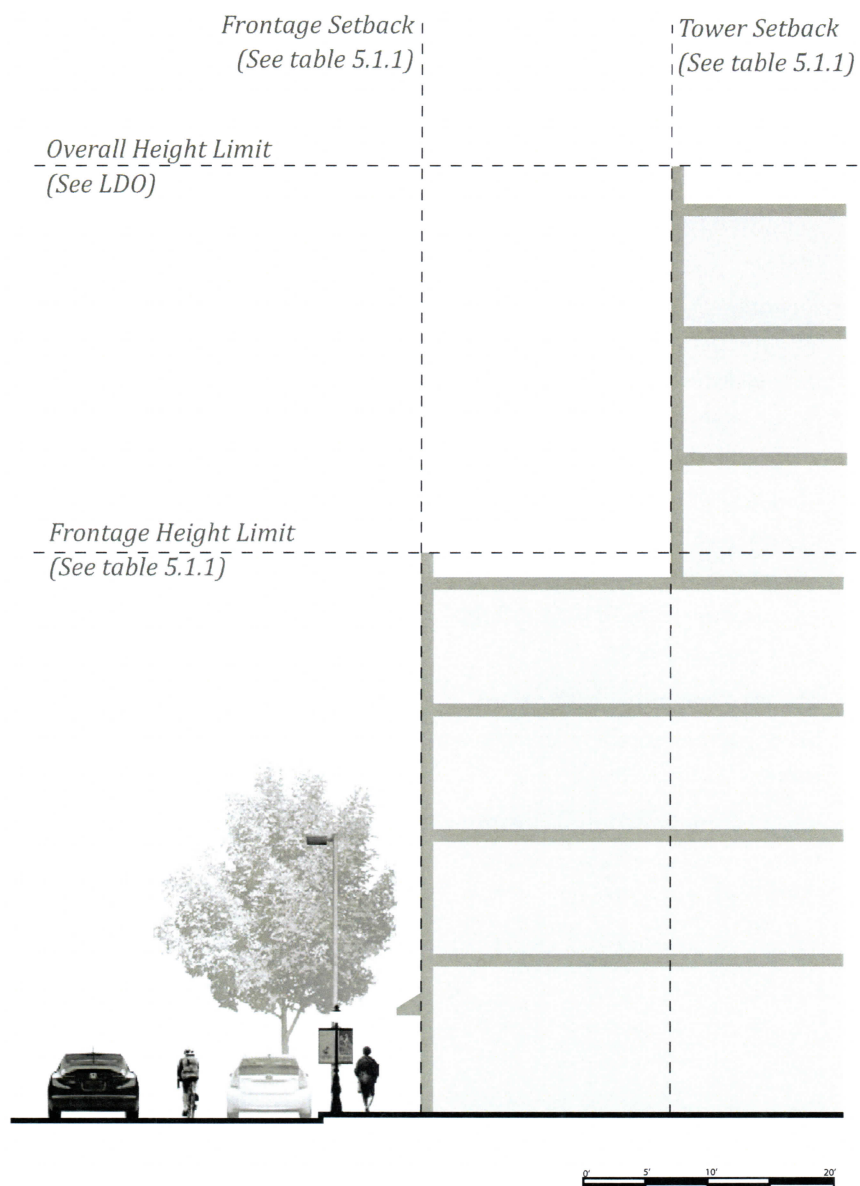 Frontage Setback
(See table 5.1.1)
Tower Setback
(See table 5.1.1)
Overall Height Limit
(See LDO)
Frontage Height Limit
(See table 5.1.1)
0' 5' 10' 20'